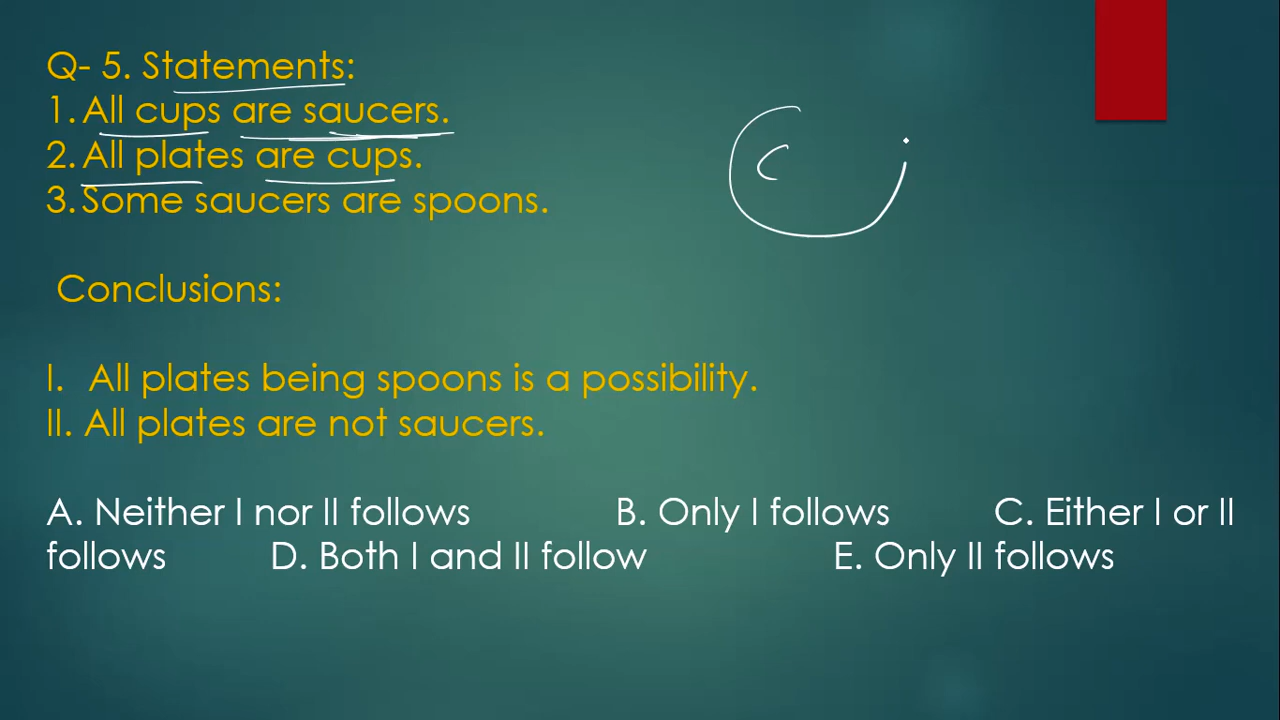 Q- 5. Statements:
1. All cups are saucers.
2. All plates are cups.
3. Some saucers are spoons.
Conclusions:
I. All plates being spoons is a possibility.
II. All plates are not saucers.
A. Neither I nor II follows B. Only I follows C. Either I or II
follows D. Both I and II follow E. Only II follows